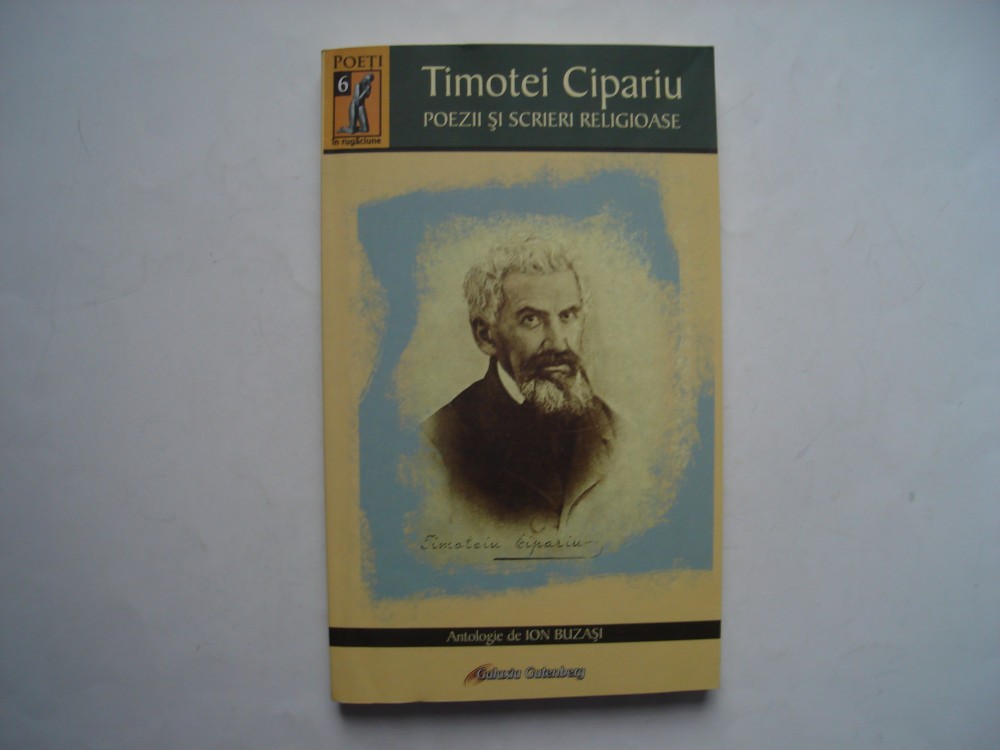 POEȚI
6
în rugăciune
Timotei Cipariu
POEZII ȘI SCRIERI RELIGIOASE
Timoteiu Cipariu
Antologie de ION BUZAȘI
Galaxia Gutenberg